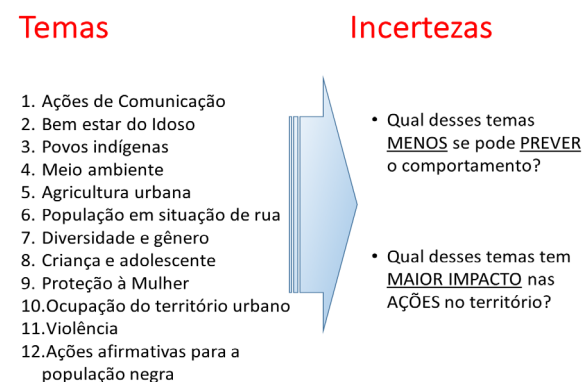 Temas
1. Ações de Comunicação
2. Bem estar do Idoso
3. Povos indígenas
4. Meio ambiente
5. Agricultura urbana
6. População em situação de rua
7. Diversidade e gênero
8. Criança e adolescente
9. Proteção à Mulher
10.Ocupação do território urbano
11.Violência
12.Ações afirmativas para a
população negra
Incertezas
• Qual desses temas
MENOS se pode PREVER
o comportamento?
• Qual desses temas tem
MAIOR IMPACTO nas
AÇÕES no território?